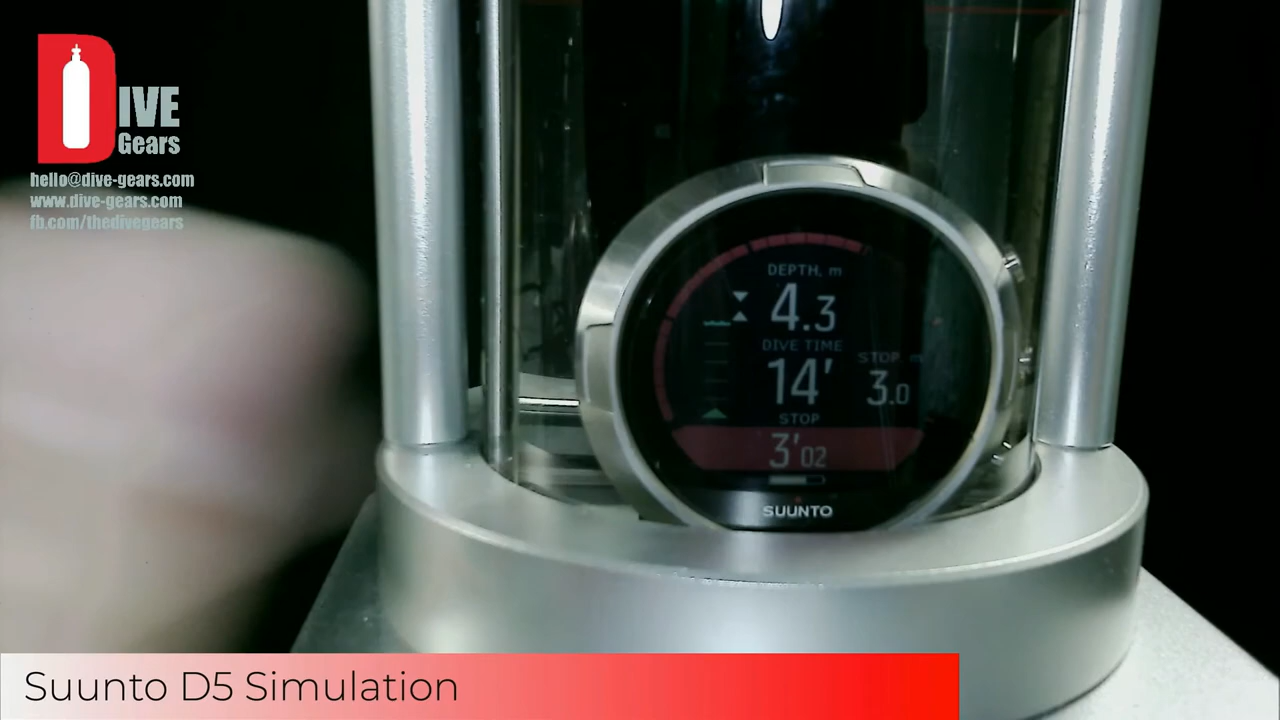 DIVE
Gears
hello@dive-gears.com
www.dive-gears.com
fb.com/thedivegears
DEPTH, m
4.3
DIVE TIME
14'
STOP, m
3.0
STOP
3'02
SUUNTO
Suunto D5 Simulation